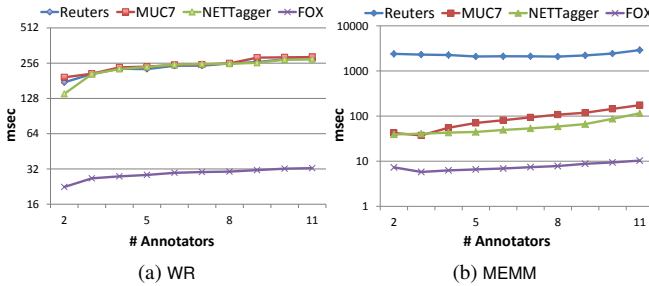 Reuters MUC7 NETTagger FOX
512
256
128
64
32
16
msec
2 5 8 11
# Annotators
(a) WR
Reuters MUC7 NETTagger FOX
10000
1000
100
10
1
msec
2 5 8 11
# Annotators
(b) MEMM